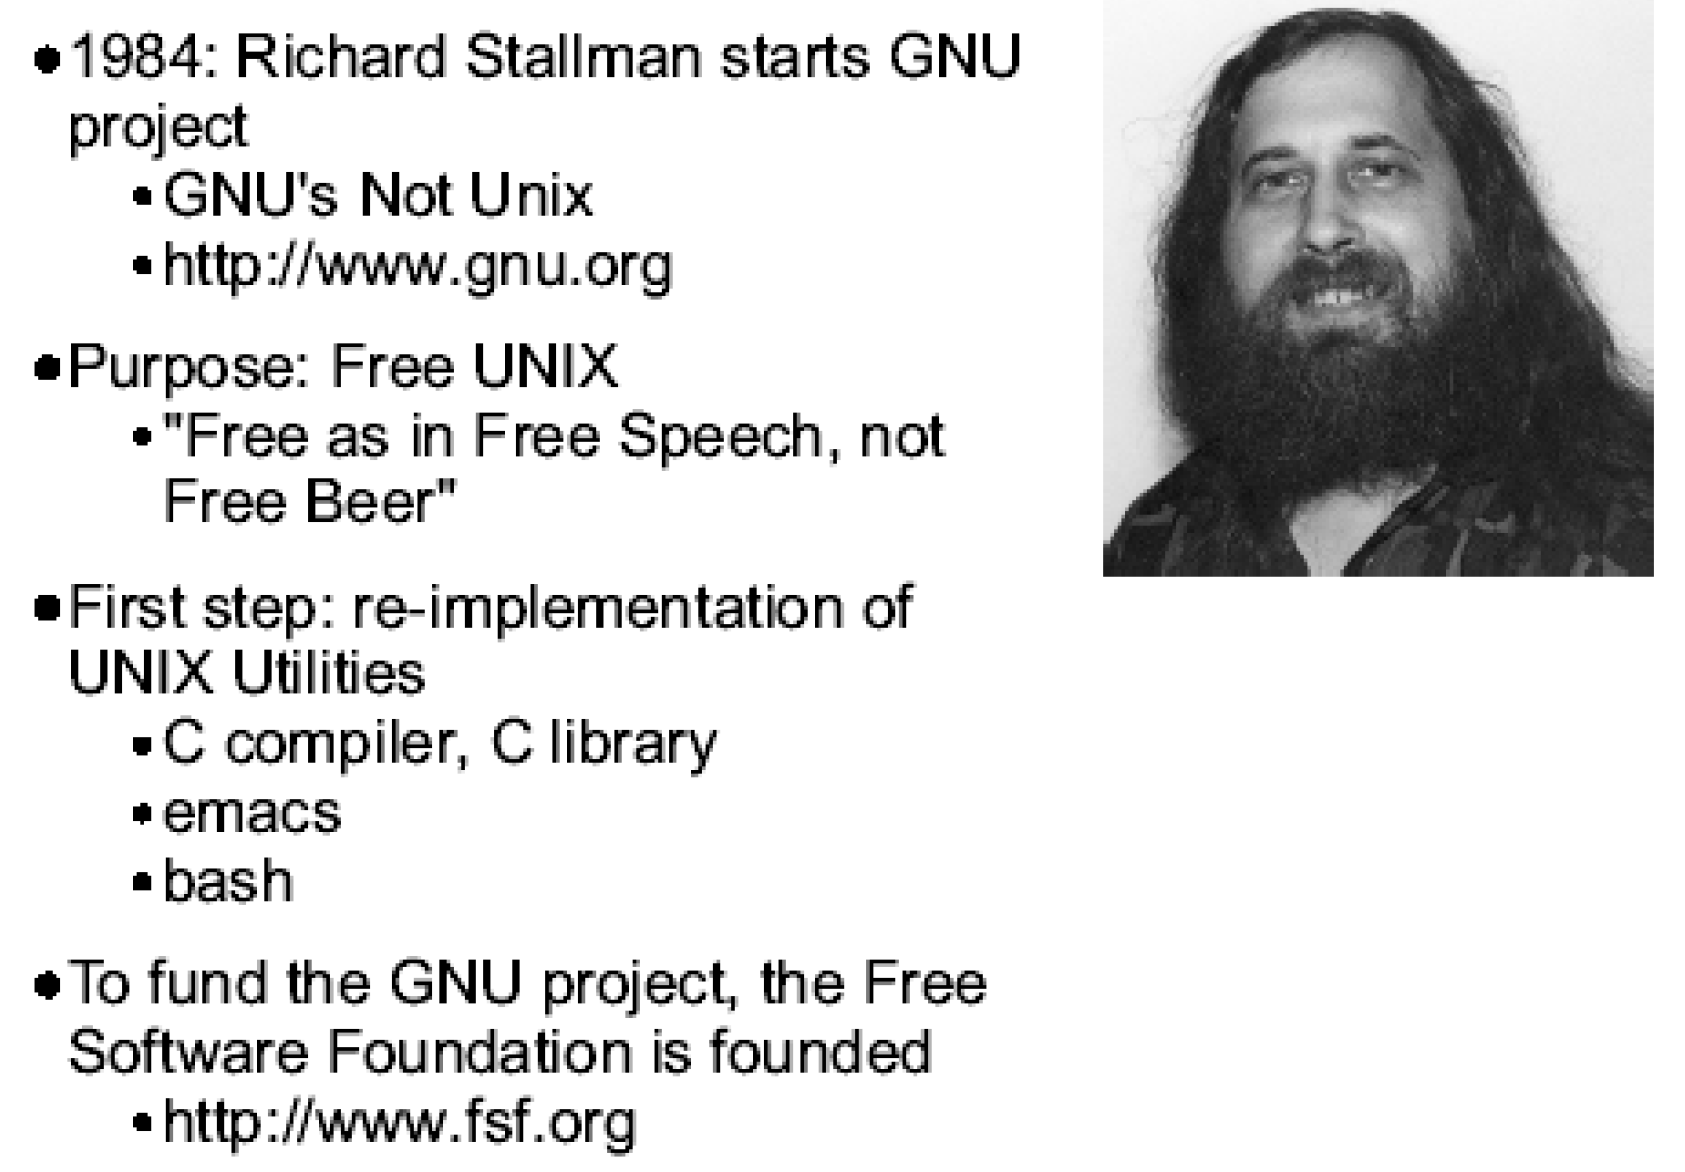 •1984: Richard Stallman starts GNU
project
•GNU's Not Unix
•http://www.gnu.org
•Purpose: Free UNIX
•"Free as in Free Speech, not
Free Beer"
•First step: re-implementation of
UNIX Utilities
•C compiler, C library
•emacs
•bash
•To fund the GNU project, the Free
Software Foundation is founded
•http://www.fsf.org